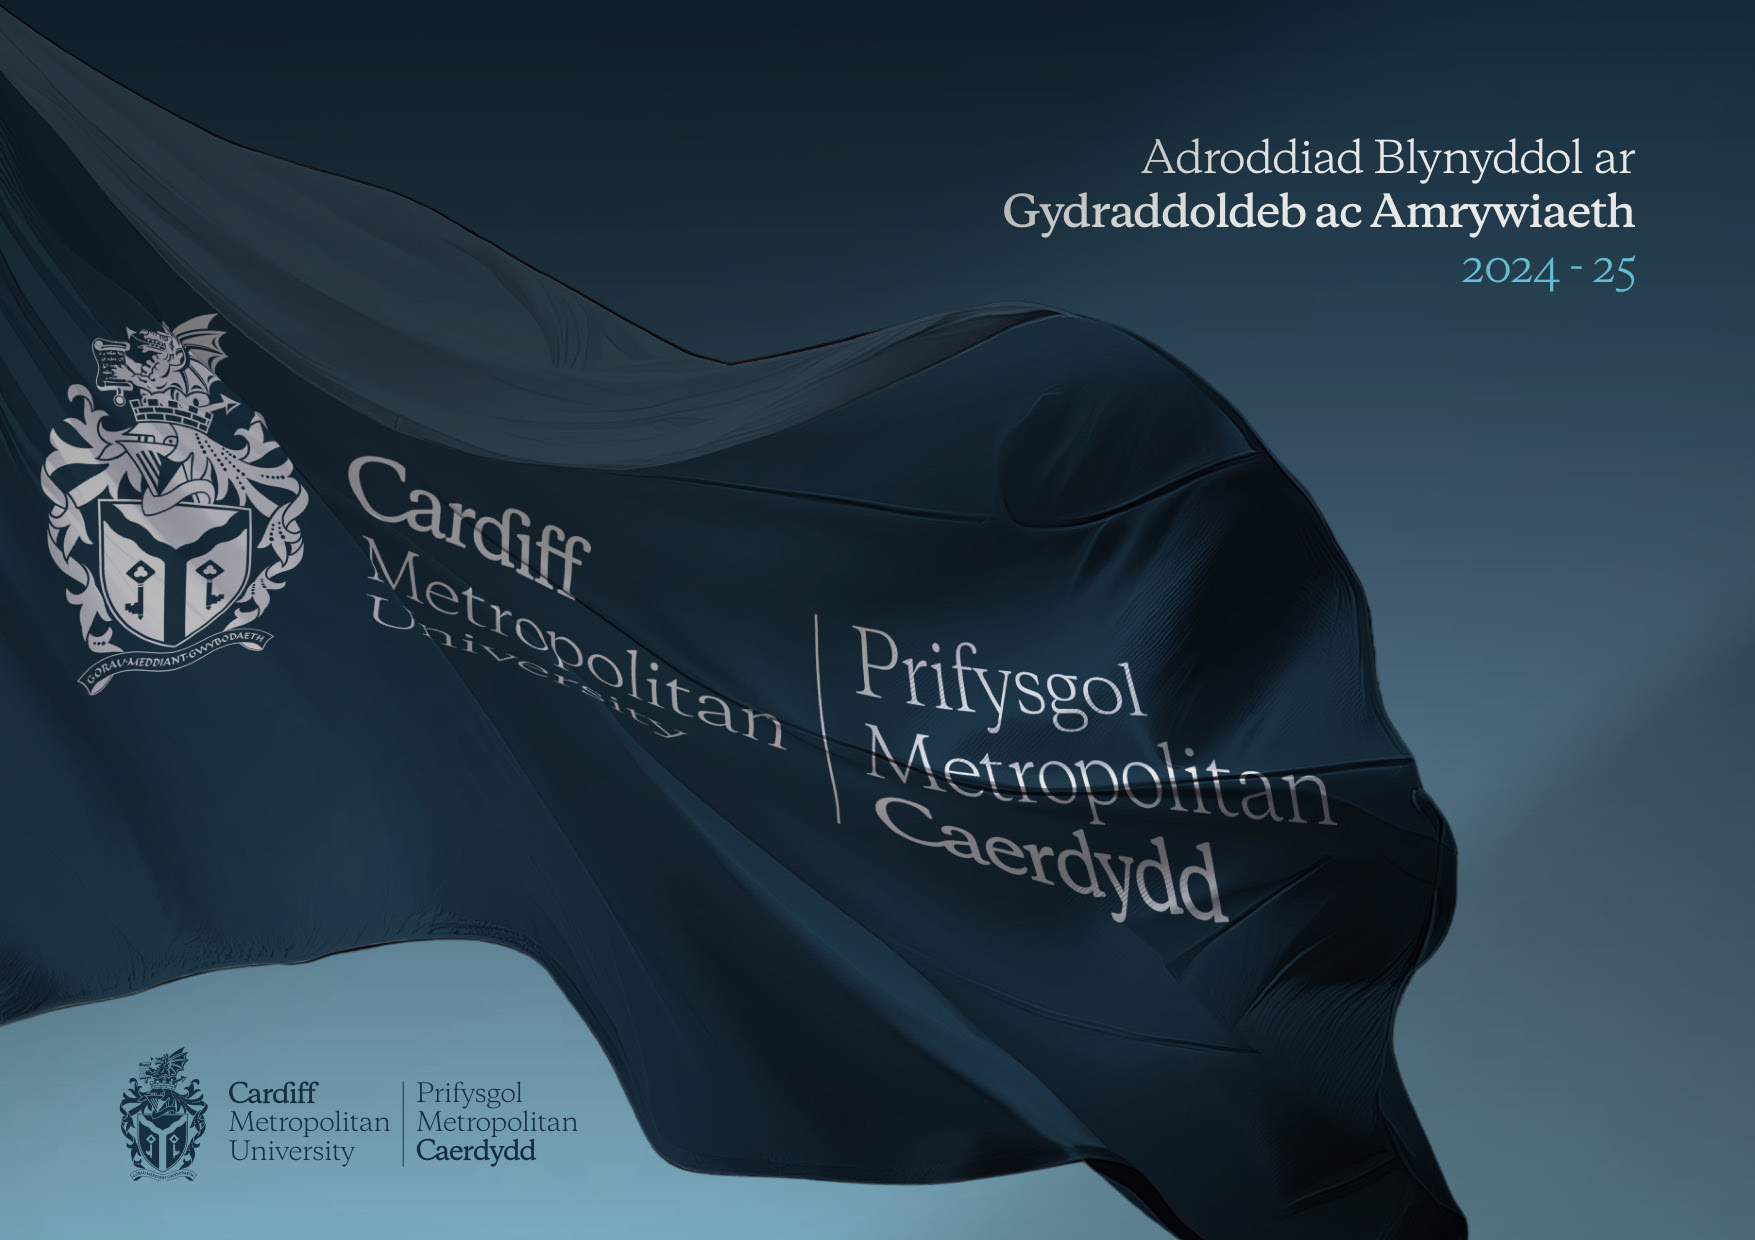 Adroddiad Blynyddol ar
Gydraddoldeb ac Amrywiaeth
2024 - 25
GORAU·MEDDIANT·GWYBODAETH
Cardiff
Metropolitan
University
Prifysgol
Metropolitan
Caerdydd
Cardiff
Metropolitan
University
Prifysgol
Metropolitan
Caerdydd